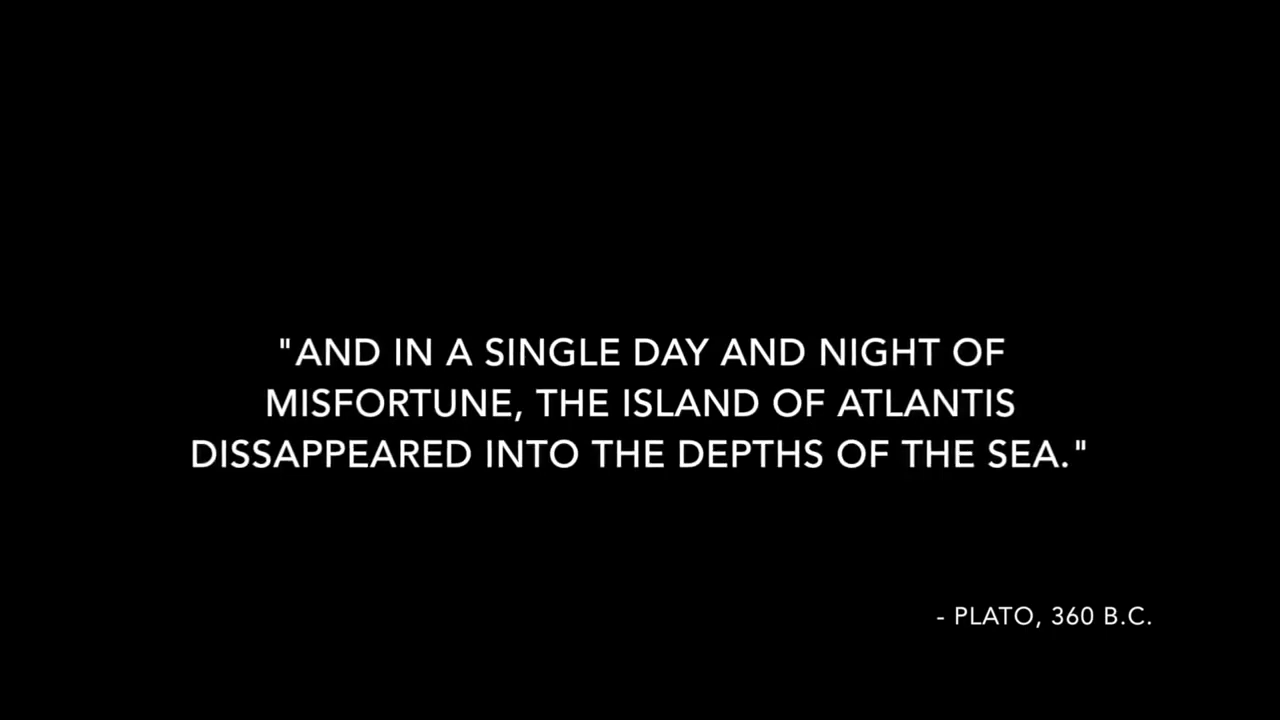 "AND IN A SINGLE DAY AND NIGHT OF
MISFORTUNE, THE ISLAND OF ATLANTIS
DISSAPPEARED INTO THE DEPTHS OF THE SEA."
- PLATO, 360 B.C.